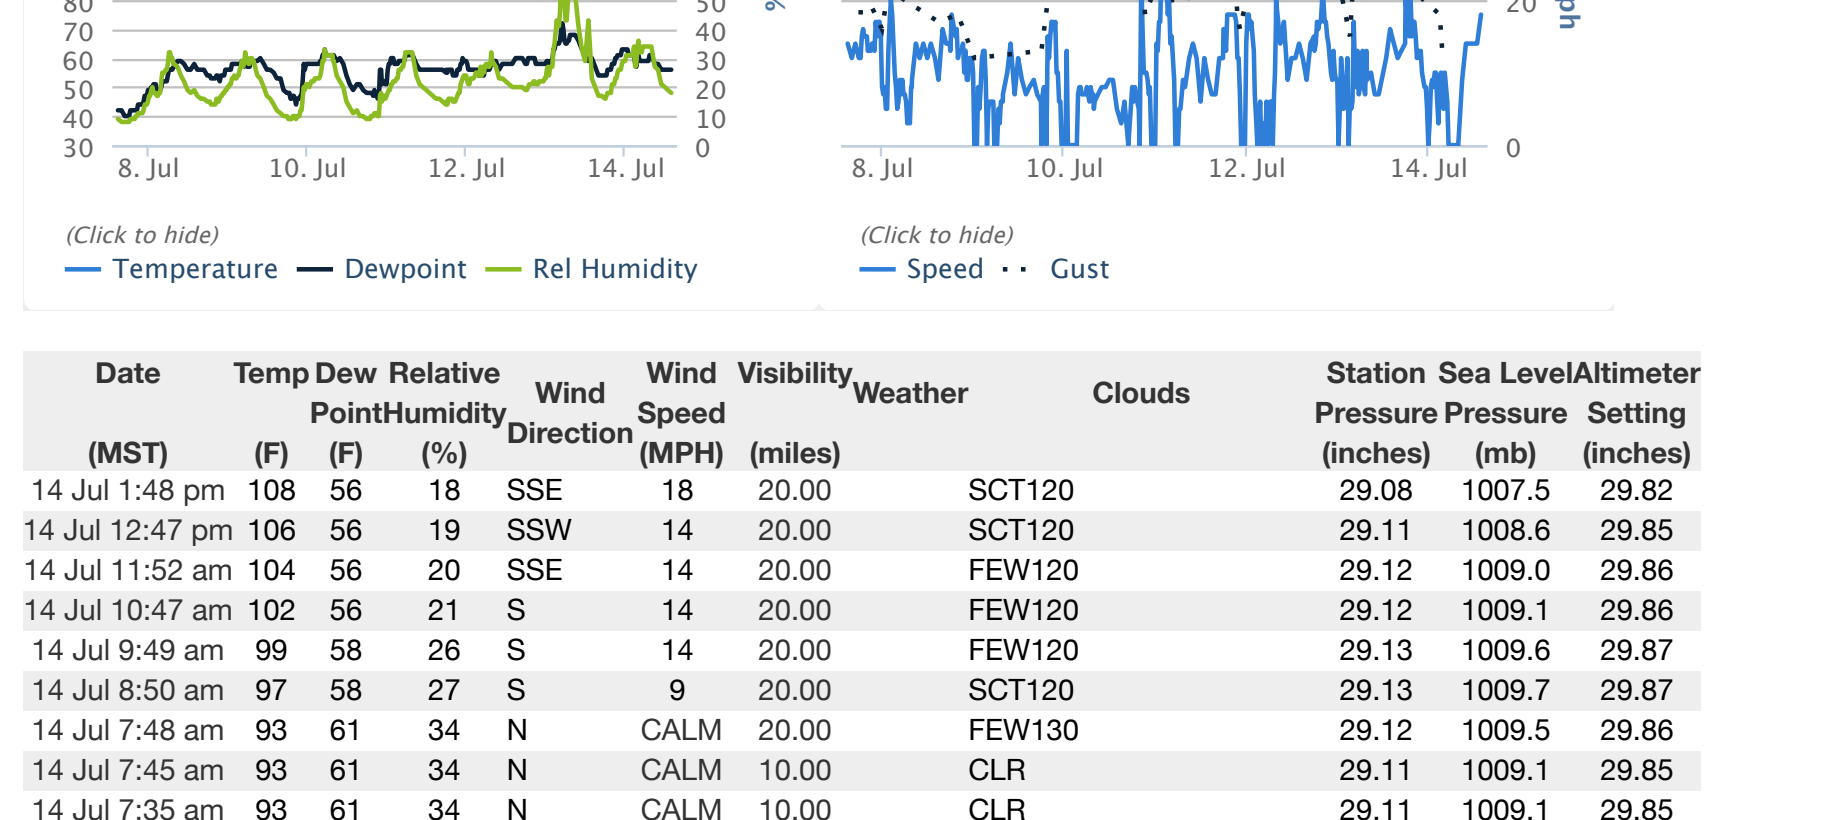 80
70
60
50
40
30
50
40
30
20
10
0
%
8. Jul 10. Jul 12. Jul 14. Jul
(Click to hide)
Temperature Dewpoint Rel Humidity
20
0
ph
8. Jul 10. Jul 12. Jul 14. Jul
(Click to hide)
Speed Gust
Date Temp Dew Relative Wind Wind Visibility Weather Clouds Station Sea Level Altimeter
Point Humidity Direction Speed Pressure Pressure Setting
(MST) (F) (F) (%) (MPH) (miles) (inches) (mb) (inches)
14 Jul 1:48 pm 108 56 18 SSE 18 20.00 SCT120 29.08 1007.5 29.82
14 Jul 12:47 pm 106 56 19 SSW 14 20.00 SCT120 29.11 1008.6 29.85
14 Jul 11:52 am 104 56 20 SSE 14 20.00 FEW120 29.12 1009.0 29.86
14 Jul 10:47 am 102 56 21 S 14 20.00 FEW120 29.12 1009.1 29.86
14 Jul 9:49 am 99 58 26 S 14 20.00 FEW120 29.13 1009.6 29.87
14 Jul 8:50 am 97 58 27 S 9 20.00 SCT120 29.13 1009.7 29.87
14 Jul 7:48 am 93 61 34 N CALM 20.00 FEW130 29.12 1009.5 29.86
14 Jul 7:45 am 93 61 34 N CALM 10.00 CLR 29.11 1009.1 29.85
14 Jul 7:35 am 93 61 34 N CALM 10.00 CLR 29.11 1009.1 29.85